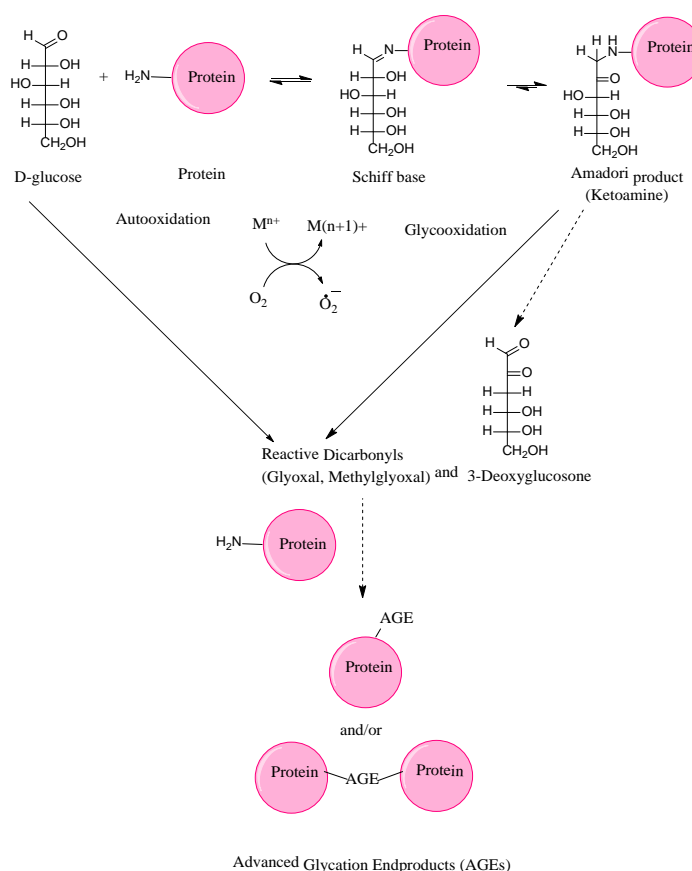 H O
H OH
HO H
H OH
H OH
CH₂OH
D-glucose
+
H₂N Protein
Protein
H N Protein
H OH
HO H
H OH
H OH
CH₂OH
Schiff base
H H
N Protein
O
HO H
H OH
H OH
CH₂OH
Amadori product
(Ketoamine)
Autooxidation
Mⁿ⁺ M(n+1)+
O₂ O₂•⁻
Glycooxidation
H O
O
H H
H OH
H OH
CH₂OH
Reactive Dicarbonyls
(Glyoxal, Methylglyoxal) and 3-Deoxyglucosone
H₂N Protein
AGE
Protein
and/or
Protein AGE Protein
Advanced Glycation Endproducts (AGEs)